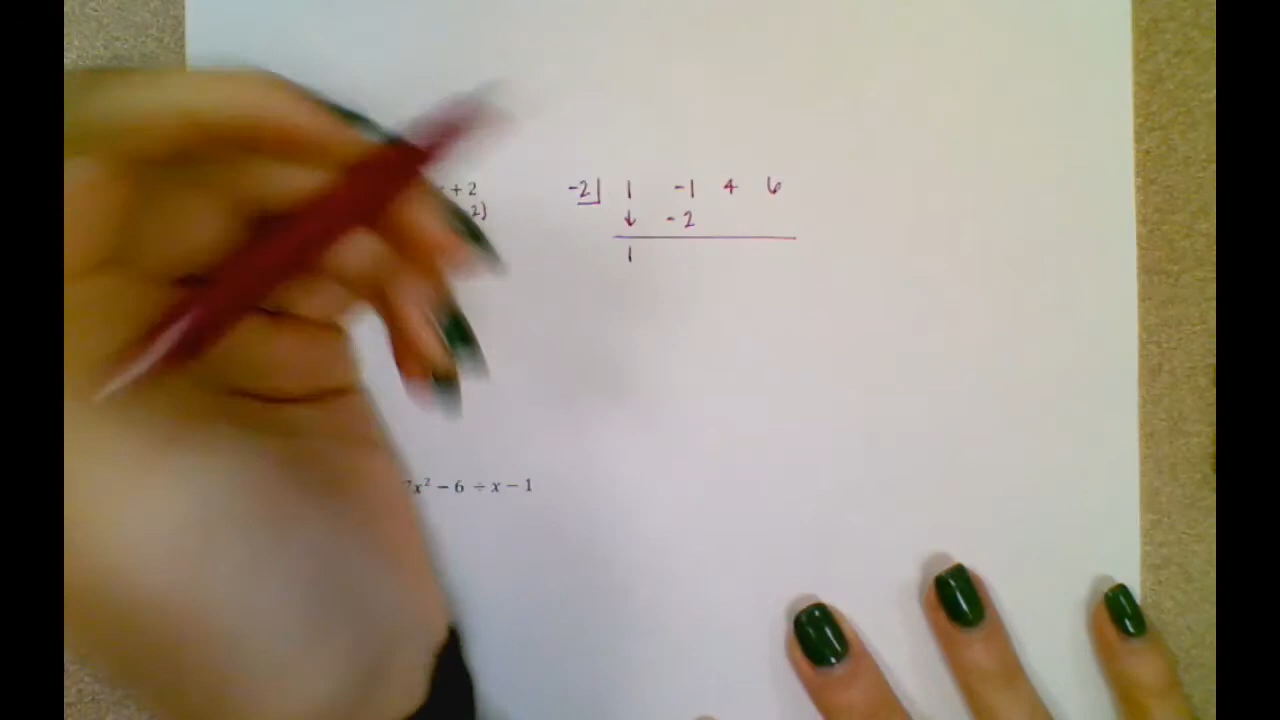 + 2
2)
-2| 1 -1 4 6
↓ -2
1
x² − 6 ÷ x − 1